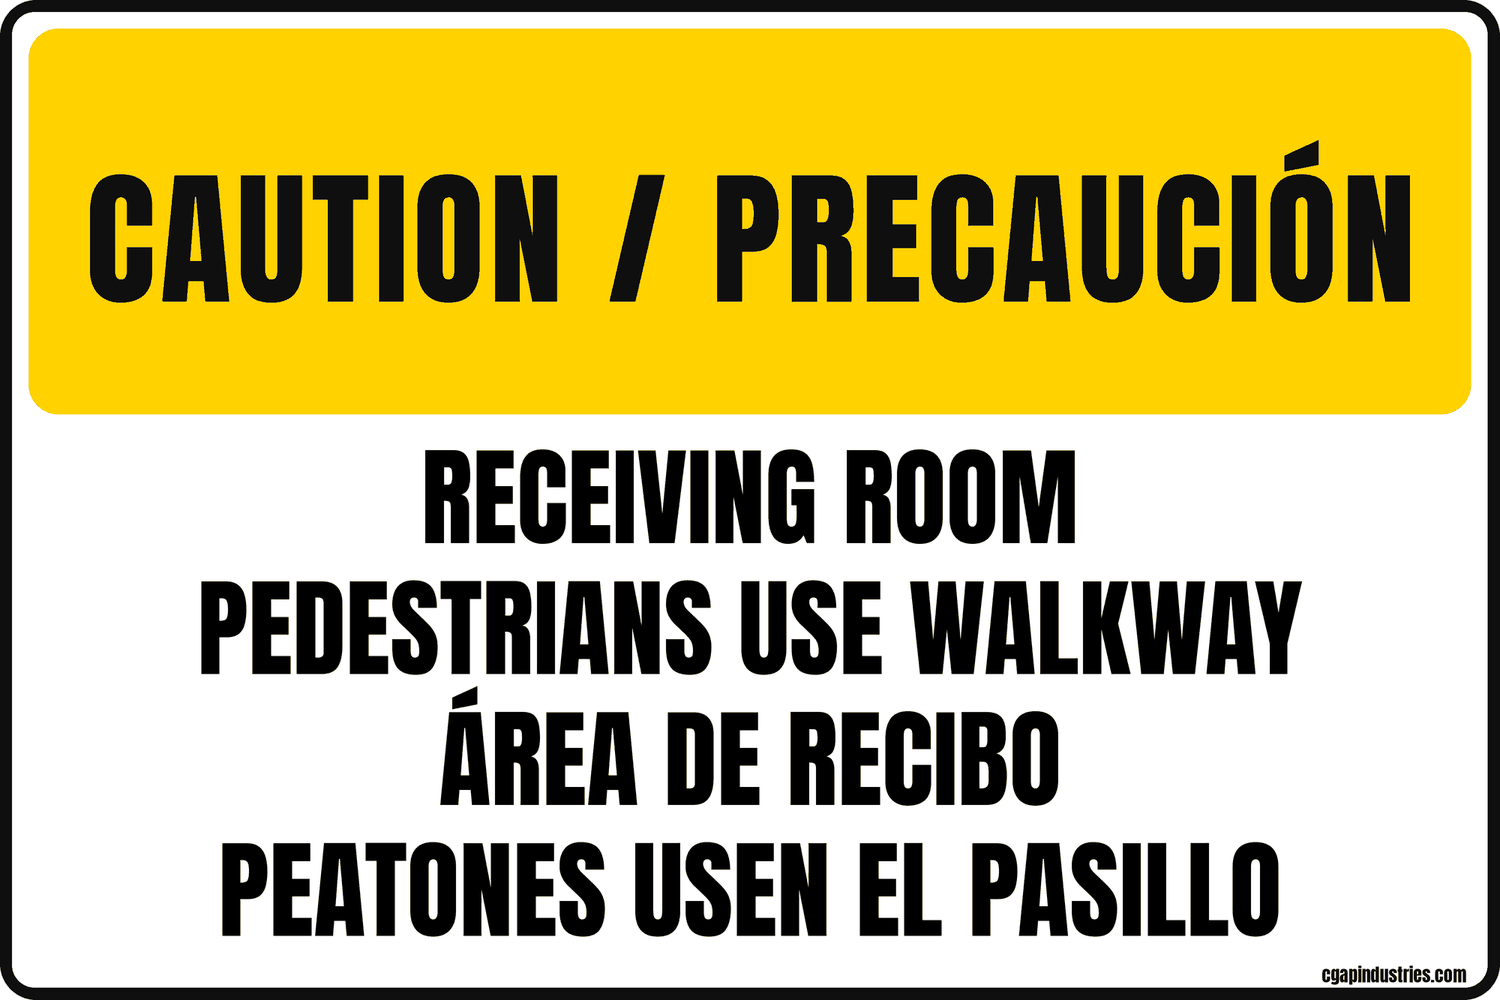 CAUTION / PRECAUCIÓN
RECEIVING ROOM
PEDESTRIANS USE WALKWAY
ÁREA DE RECIBO
PEATONES USEN EL PASILLO
cgapindustries.com